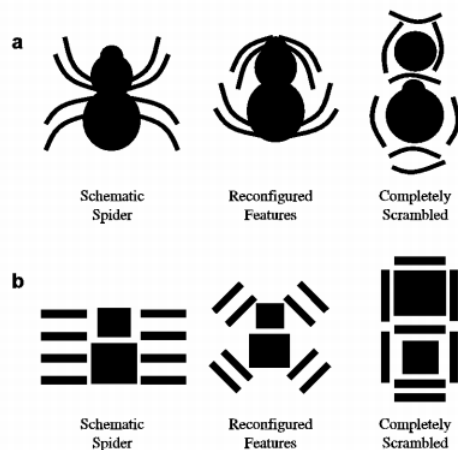 a
Schematic Reconfigured Completely
Spider Features Scrambled
b
Schematic Reconfigured Completely
Spider Features Scrambled